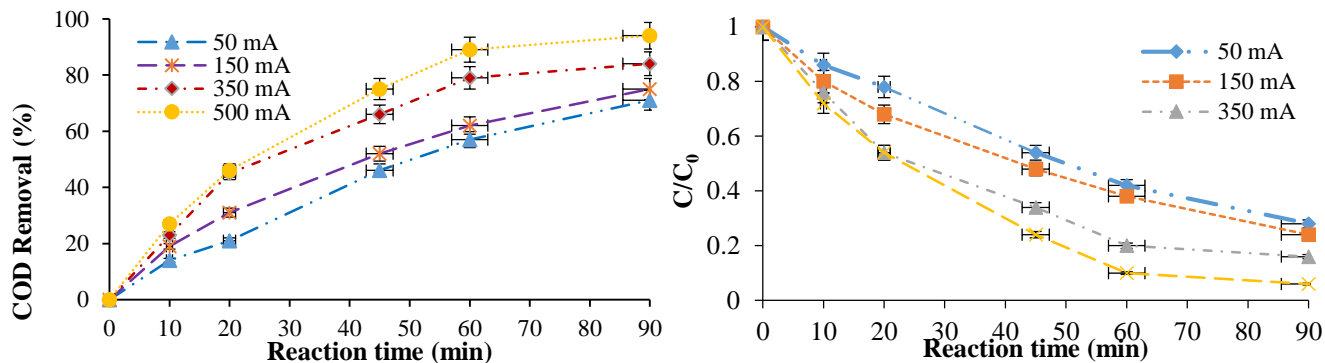 COD Removal (%)
100
80
60
40
20
0
50 mA
150 mA
350 mA
500 mA
0 10 20 30 40 50 60 70 80 90
Reaction time (min)
C/C0
1
0.8
0.6
0.4
0.2
0
50 mA
150 mA
350 mA
0 10 20 30 40 50 60 70 80 90
Reaction time (min)